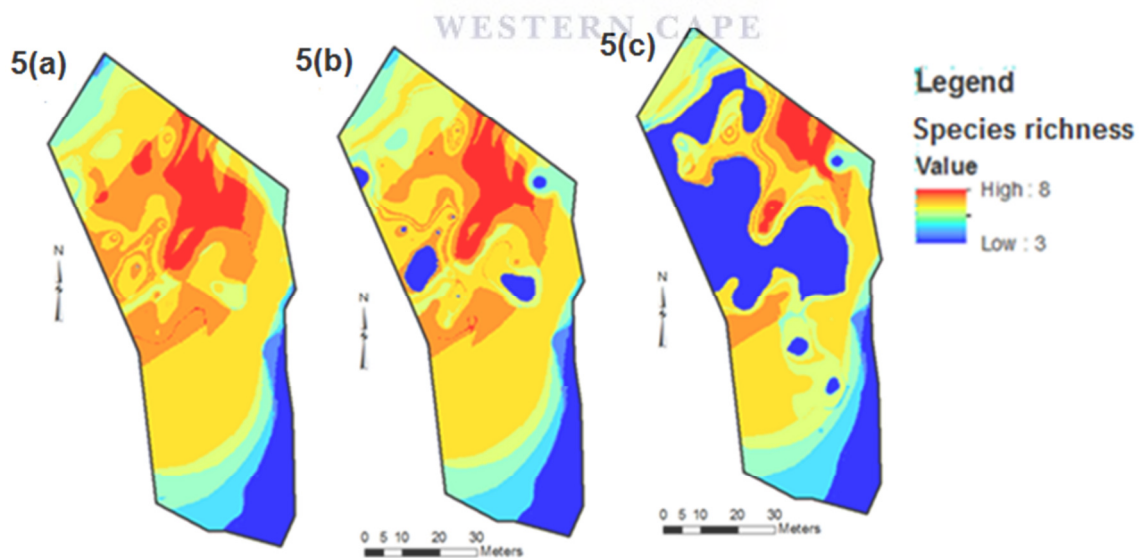 WESTERN CAPE
5(a)
5(b)
5(c)
Legend
Species richness
Value
High : 8
Low : 3
N
N
N
0 5 10 20 30
Meters
0 5 10 20 30
Meters